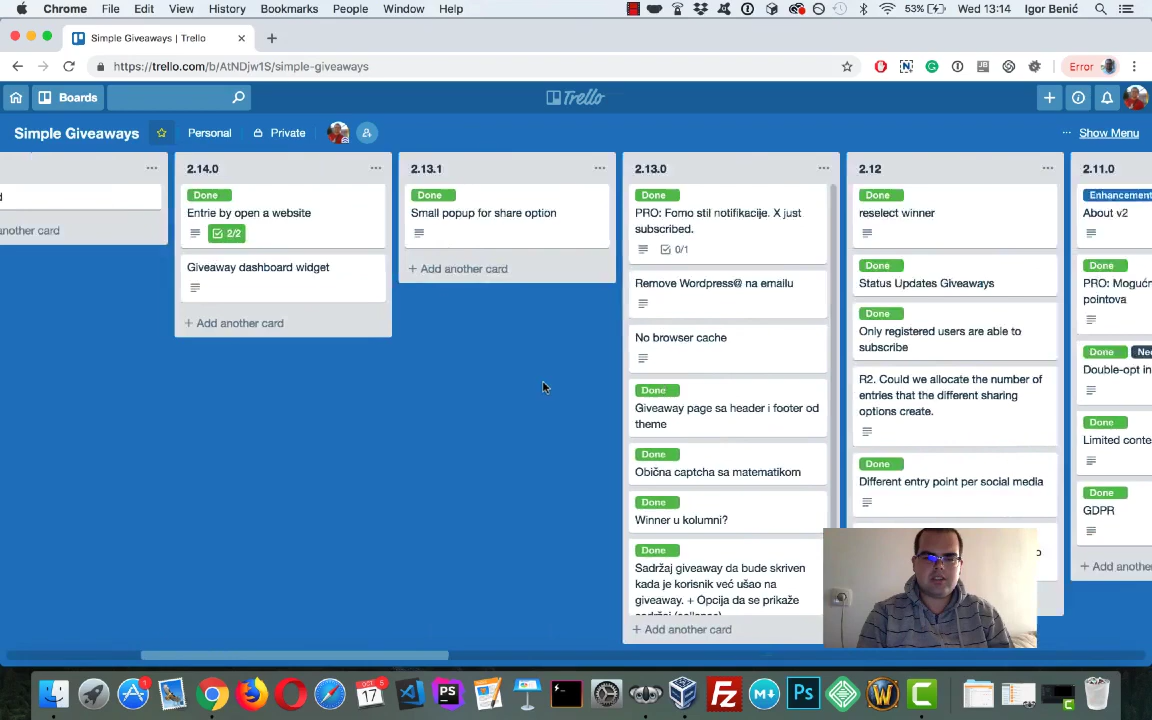 Chrome File Edit View History Bookmarks People Window Help
53% Wed 13:14 Igor Benić
Simple Giveaways | Trello
https://trello.com/b/AtNDjw1S/simple-giveaways
Error
Boards
Trello
Simple Giveaways Personal Private
Show Menu
d
ld another card
2.14.0
Done
Entrie by open a website
2/2
Giveaway dashboard widget
+ Add another card
2.13.1
Done
Small popup for share option
+ Add another card
2.13.0
Done
PRO: Fomo stil notifikacije. X just
subscribed.
0/1
Remove Wordpress@ na emailu
No browser cache
Done
Giveaway page sa header i footer od
theme
Done
Obična captcha sa matematikom
Done
Winner u kolumni?
Done
Sadržaj giveaway da bude skriven
kada je korisnik već ušao na
giveaway. + Opcija da se prikaže
+ Add another card
2.12
Done
reselect winner
Done
Status Updates Giveaways
Done
Only registered users are able to
subscribe
R2. Could we allocate the number of
entries that the different sharing
options create.
Done
Different entry point per social media
o
2.11.0
Enhancement
About v2
Done
PRO: Moguć
pointova
Done Nee
Double-opt in
Done
Limited conte
Done
GDPR
+ Add anothe
OCT 5
17
PS
Fz
M
Ps
W
C